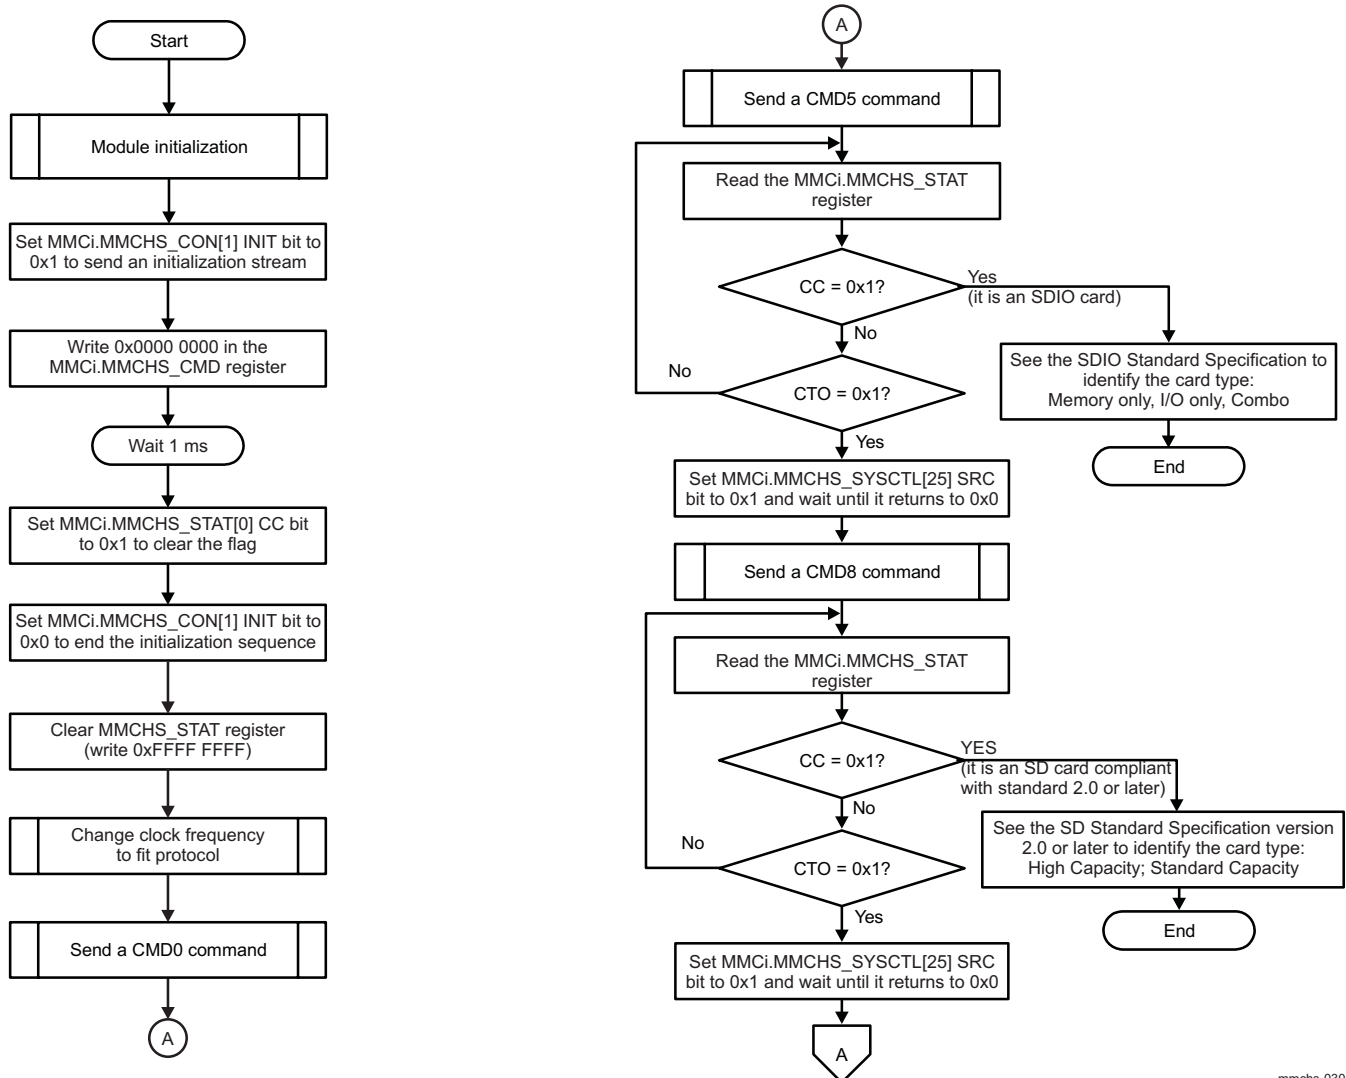 Start
Module initialization
Set MMCi.MMCHS_CON[1] INIT bit to
0x1 to send an initialization stream
Write 0x0000 0000 in the
MMCi.MMCHS_CMD register
Wait 1 ms
Set MMCi.MMCHS_STAT[0] CC bit
to 0x1 to clear the flag
Set MMCi.MMCHS_CON[1] INIT bit to
0x0 to end the initialization sequence
Clear MMCHS_STAT register
(write 0xFFFF FFFF)
Change clock frequency
to fit protocol
Send a CMD0 command
A
A
Send a CMD5 command
Read the MMCi.MMCHS_STAT
register
CC = 0x1?
Yes
(it is an SDIO card)
No
See the SDIO Standard Specification to
identify the card type:
Memory only, I/O only, Combo
End
No
CTO = 0x1?
Yes
Set MMCi.MMCHS_SYSCTL[25] SRC
bit to 0x1 and wait until it returns to 0x0
Send a CMD8 command
Read the MMCi.MMCHS_STAT
register
CC = 0x1?
YES
(it is an SD card compliant
with standard 2.0 or later)
No
See the SD Standard Specification version
2.0 or later to identify the card type:
High Capacity; Standard Capacity
End
No
CTO = 0x1?
Yes
Set MMCi.MMCHS_SYSCTL[25] SRC
bit to 0x1 and wait until it returns to 0x0
A